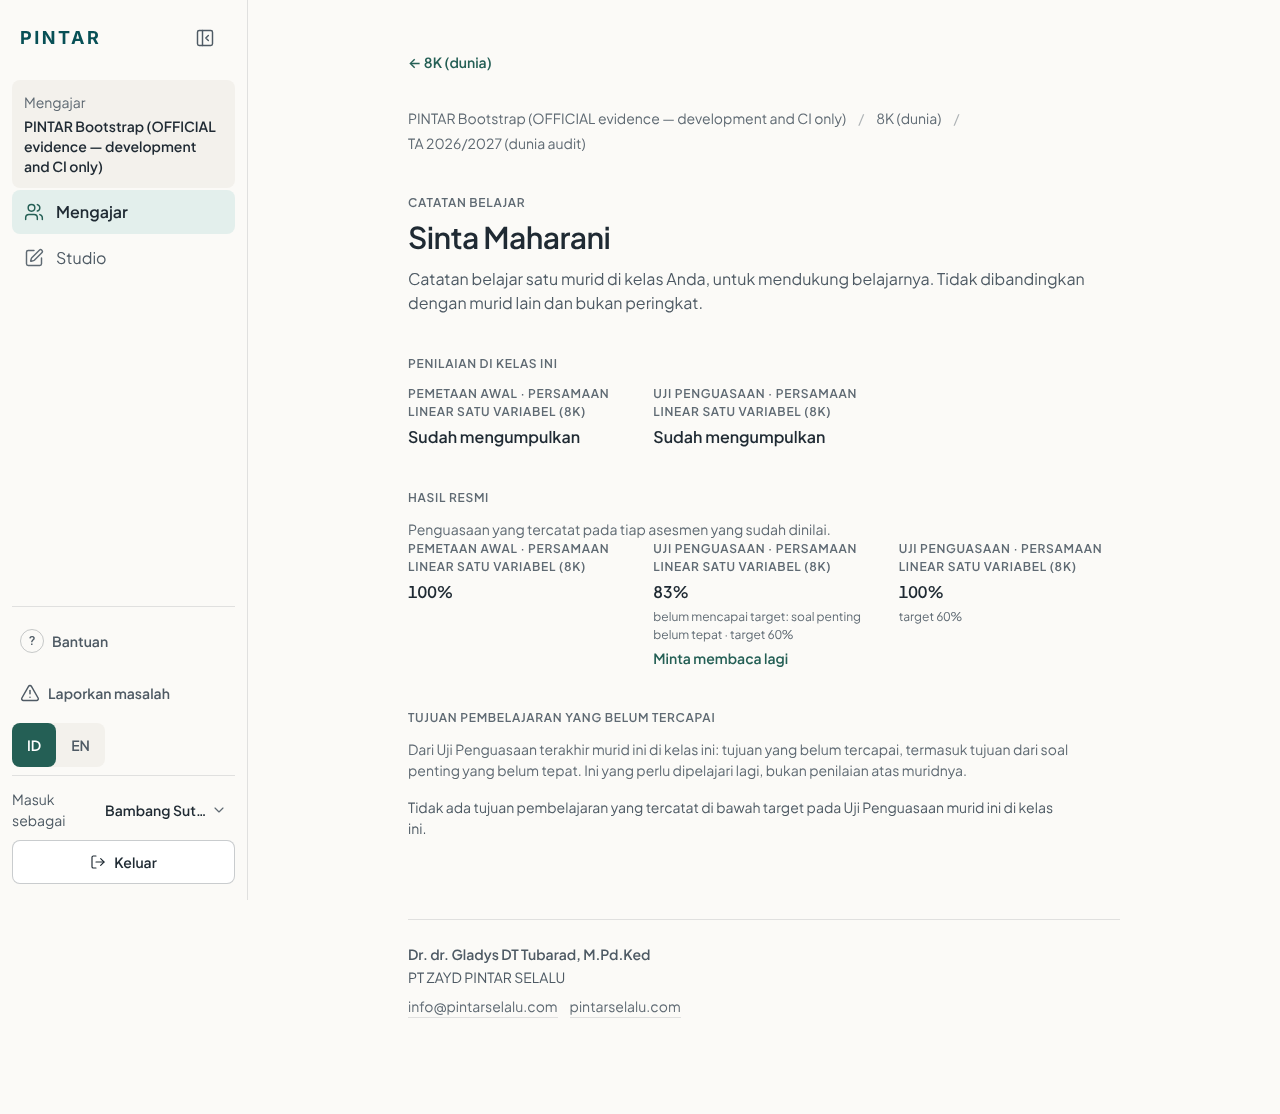 PINTAR
Mengajar
PINTAR Bootstrap (OFFICIAL
evidence — development
and CI only)
Mengajar
Studio
?
Bantuan
Laporkan masalah
ID
EN
Masuk
sebagai
Bambang Sut...
Keluar
← 8K (dunia)
PINTAR Bootstrap (OFFICIAL evidence — development and CI only) / 8K (dunia) /
TA 2026/2027 (dunia audit)
CATATAN BELAJAR
Sinta Maharani
Catatan belajar satu murid di kelas Anda, untuk mendukung belajarnya. Tidak dibandingkan
dengan murid lain dan bukan peringkat.
PENILAIAN DI KELAS INI
PEMETAAN AWAL · PERSAMAAN
LINEAR SATU VARIABEL (8K)
Sudah mengumpulkan
UJI PENGUASAAN · PERSAMAAN
LINEAR SATU VARIABEL (8K)
Sudah mengumpulkan
HASIL RESMI
Penguasaan yang tercatat pada tiap asesmen yang sudah dinilai.
PEMETAAN AWAL · PERSAMAAN
LINEAR SATU VARIABEL (8K)
100%
UJI PENGUASAAN · PERSAMAAN
LINEAR SATU VARIABEL (8K)
83%
belum mencapai target: soal penting
belum tepat · target 60%
Minta membaca lagi
UJI PENGUASAAN · PERSAMAAN
LINEAR SATU VARIABEL (8K)
100%
target 60%
TUJUAN PEMBELAJARAN YANG BELUM TERCAPAI
Dari Uji Penguasaan terakhir murid ini di kelas ini: tujuan yang belum tercapai, termasuk tujuan dari soal
penting yang belum tepat. Ini yang perlu dipelajari lagi, bukan penilaian atas muridnya.
Tidak ada tujuan pembelajaran yang tercatat di bawah target pada Uji Penguasaan murid ini di kelas
ini.
Dr. dr. Gladys DT Tubarad, M.Pd.Ked
PT ZAYD PINTAR SELALU
info@pintarselalu.com pintarselalu.com